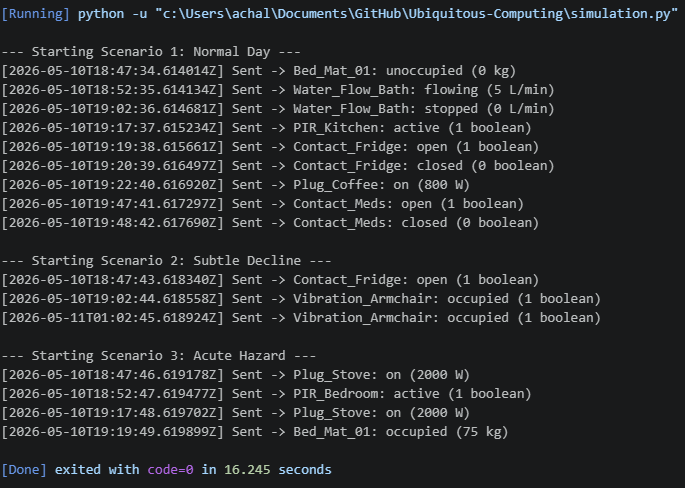 [Running] python -u "c:\Users\achal\Documents\GitHub\Ubiquitous-Computing\simulation.py"
--- Starting Scenario 1: Normal Day ---
[2026-05-10T18:47:34.614014Z] Sent -> Bed_Mat_01: unoccupied (0 kg)
[2026-05-10T18:52:35.614134Z] Sent -> Water_Flow_Bath: flowing (5 L/min)
[2026-05-10T19:02:36.614681Z] Sent -> Water_Flow_Bath: stopped (0 L/min)
[2026-05-10T19:17:37.615234Z] Sent -> PIR_Kitchen: active (1 boolean)
[2026-05-10T19:19:38.615661Z] Sent -> Contact_Fridge: open (1 boolean)
[2026-05-10T19:20:39.616497Z] Sent -> Contact_Fridge: closed (0 boolean)
[2026-05-10T19:22:40.616920Z] Sent -> Plug_Coffee: on (800 W)
[2026-05-10T19:47:41.617297Z] Sent -> Contact_Meds: open (1 boolean)
[2026-05-10T19:48:42.617690Z] Sent -> Contact_Meds: closed (0 boolean)
--- Starting Scenario 2: Subtle Decline ---
[2026-05-10T18:47:43.618340Z] Sent -> Contact_Fridge: open (1 boolean)
[2026-05-10T19:02:44.618558Z] Sent -> Vibration_Armchair: occupied (1 boolean)
[2026-05-11T01:02:45.618924Z] Sent -> Vibration_Armchair: occupied (1 boolean)
--- Starting Scenario 3: Acute Hazard ---
[2026-05-10T18:47:46.619178Z] Sent -> Plug_Stove: on (2000 W)
[2026-05-10T18:52:47.619477Z] Sent -> PIR_Bedroom: active (1 boolean)
[2026-05-10T19:17:48.619702Z] Sent -> Plug_Stove: on (2000 W)
[2026-05-10T19:19:49.619899Z] Sent -> Bed_Mat_01: occupied (75 kg)
[Done] exited with code=0 in 16.245 seconds